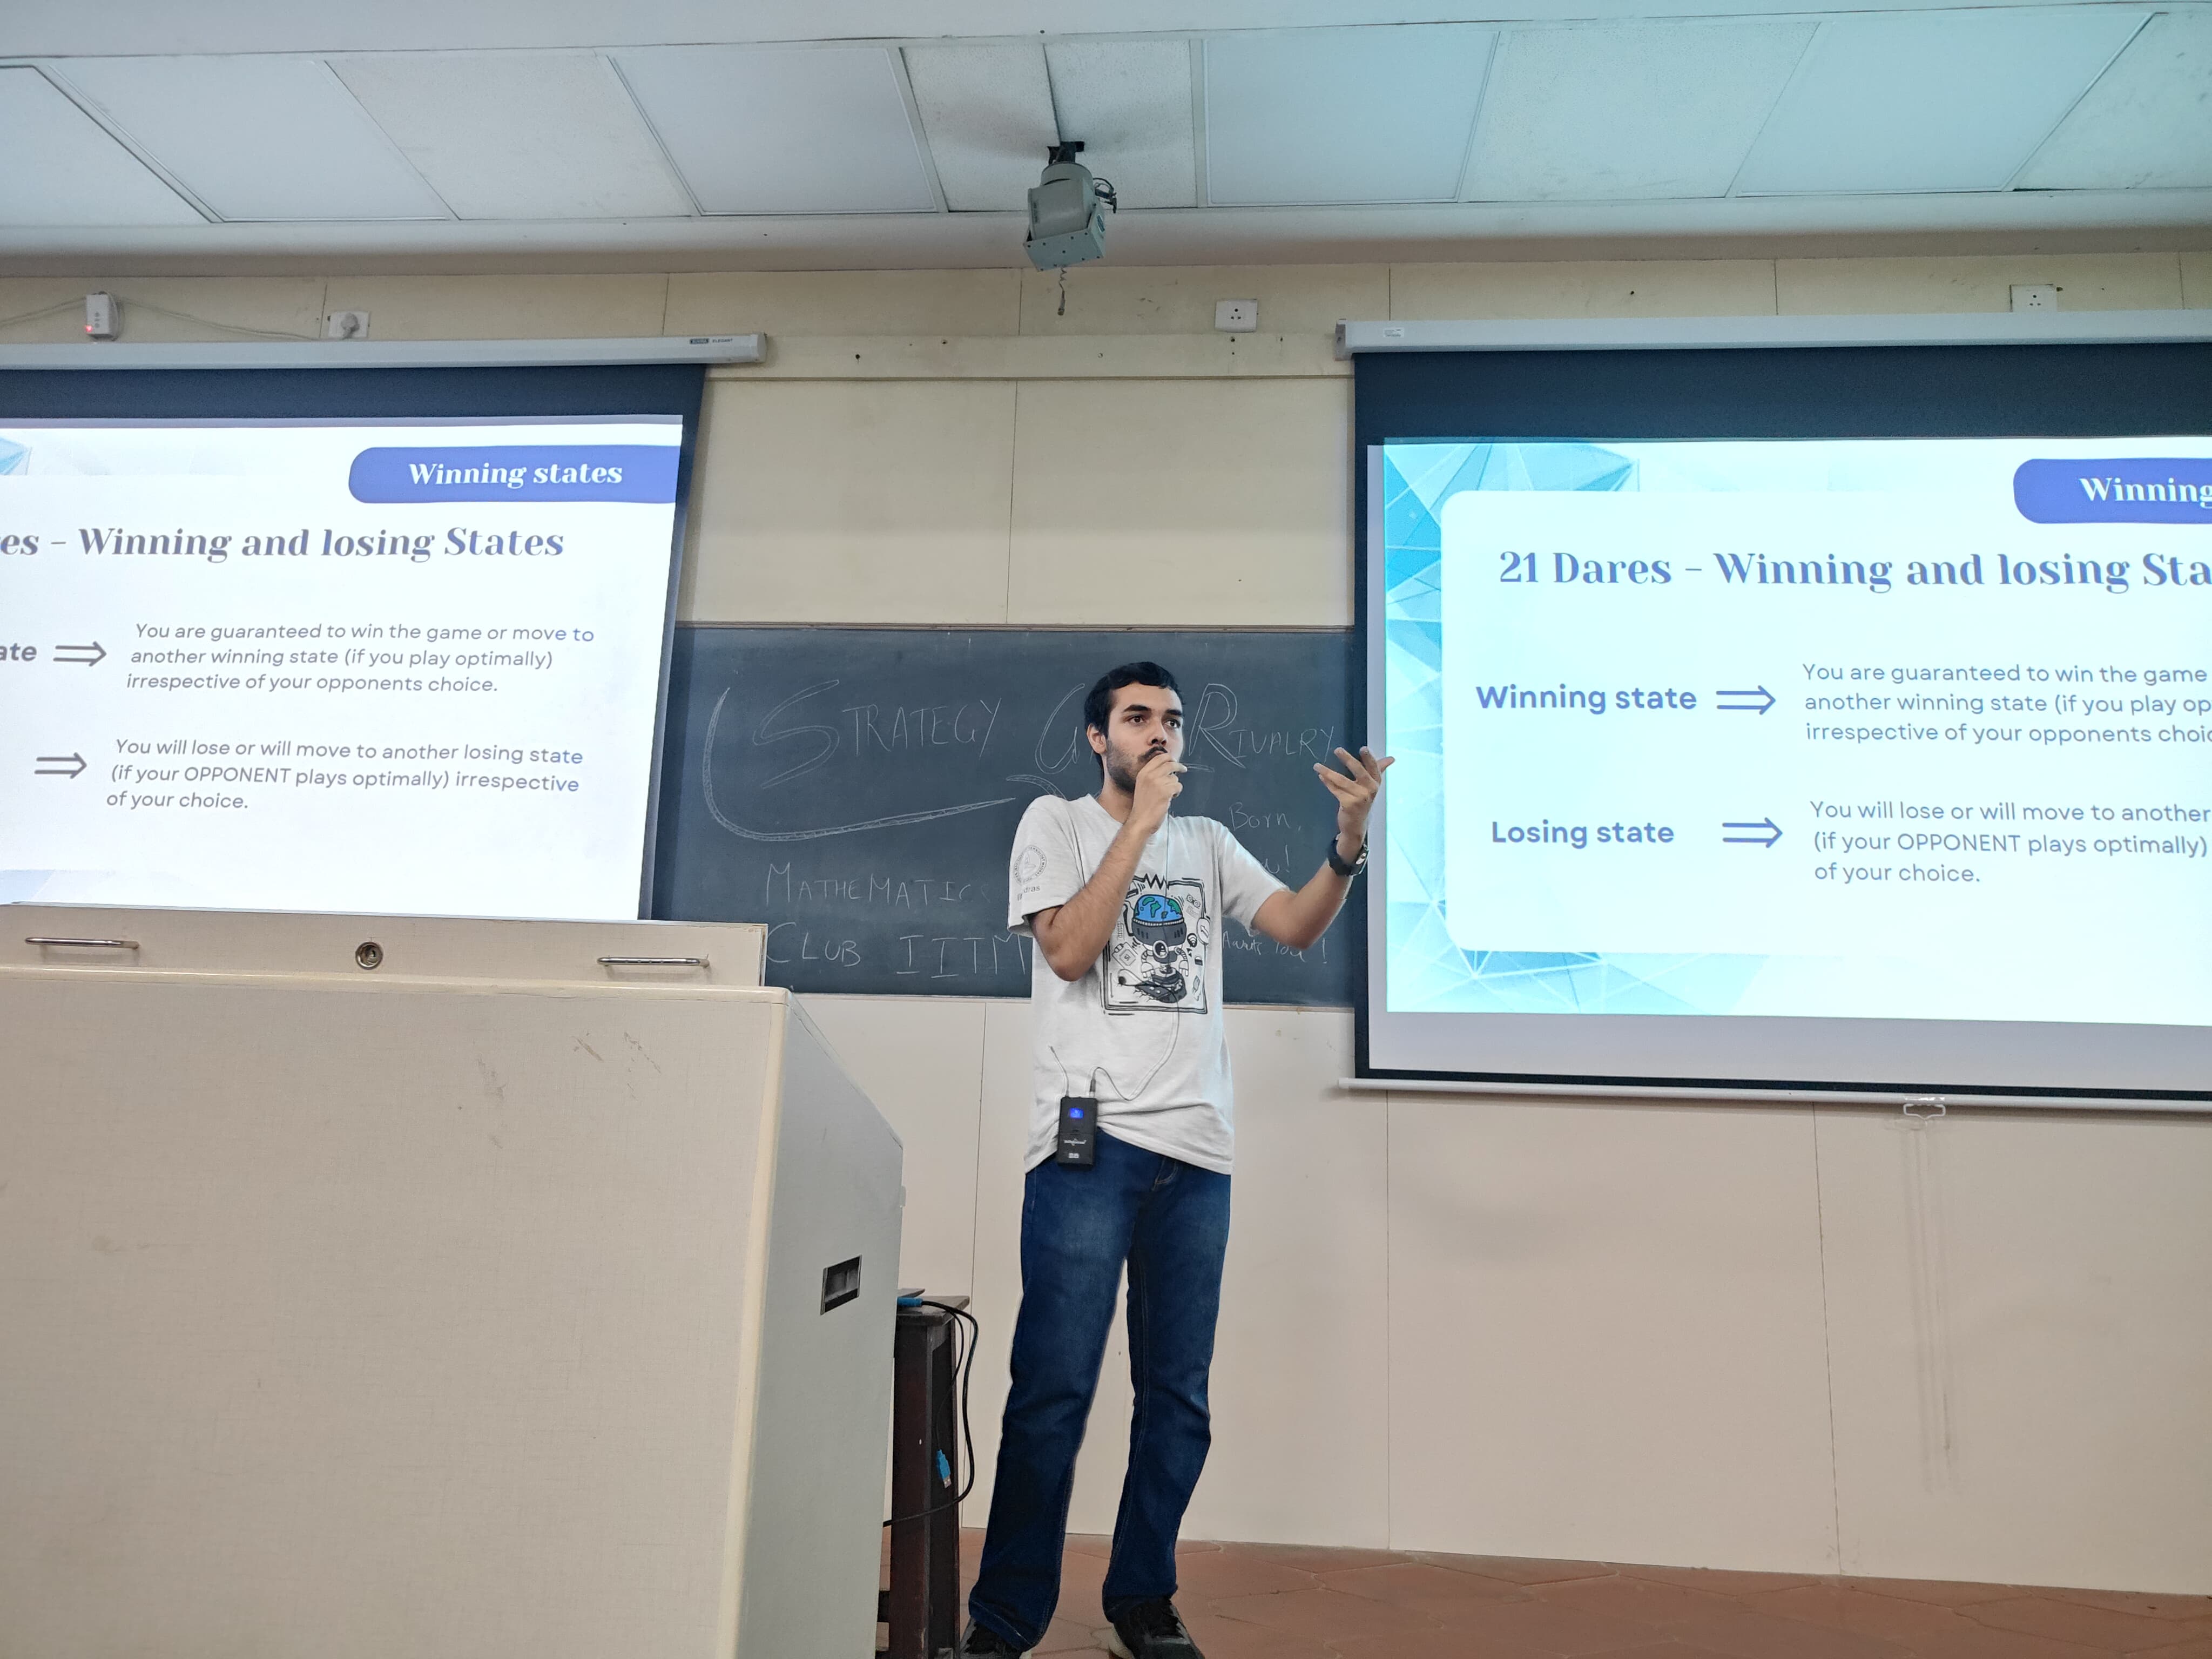 Winning states
es - Winning and losing States
ate
You are guaranteed to win the game or move to
another winning state (if you play optimally)
irrespective of your opponents choice.
You will lose or will move to another losing state
(if your OPPONENT plays optimally) irrespective
of your choice.
STRATEGY RIVALRY
Born,
MATHEMATIC
CLUB IITM
Awaits You!
Winning
21 Dares - Winning and losing Sta
Winning state
You are guaranteed to win the game
another winning state (if you play op
irrespective of your opponents choic
Losing state
You will lose or will move to another
(if your OPPONENT plays optimally)
of your choice.